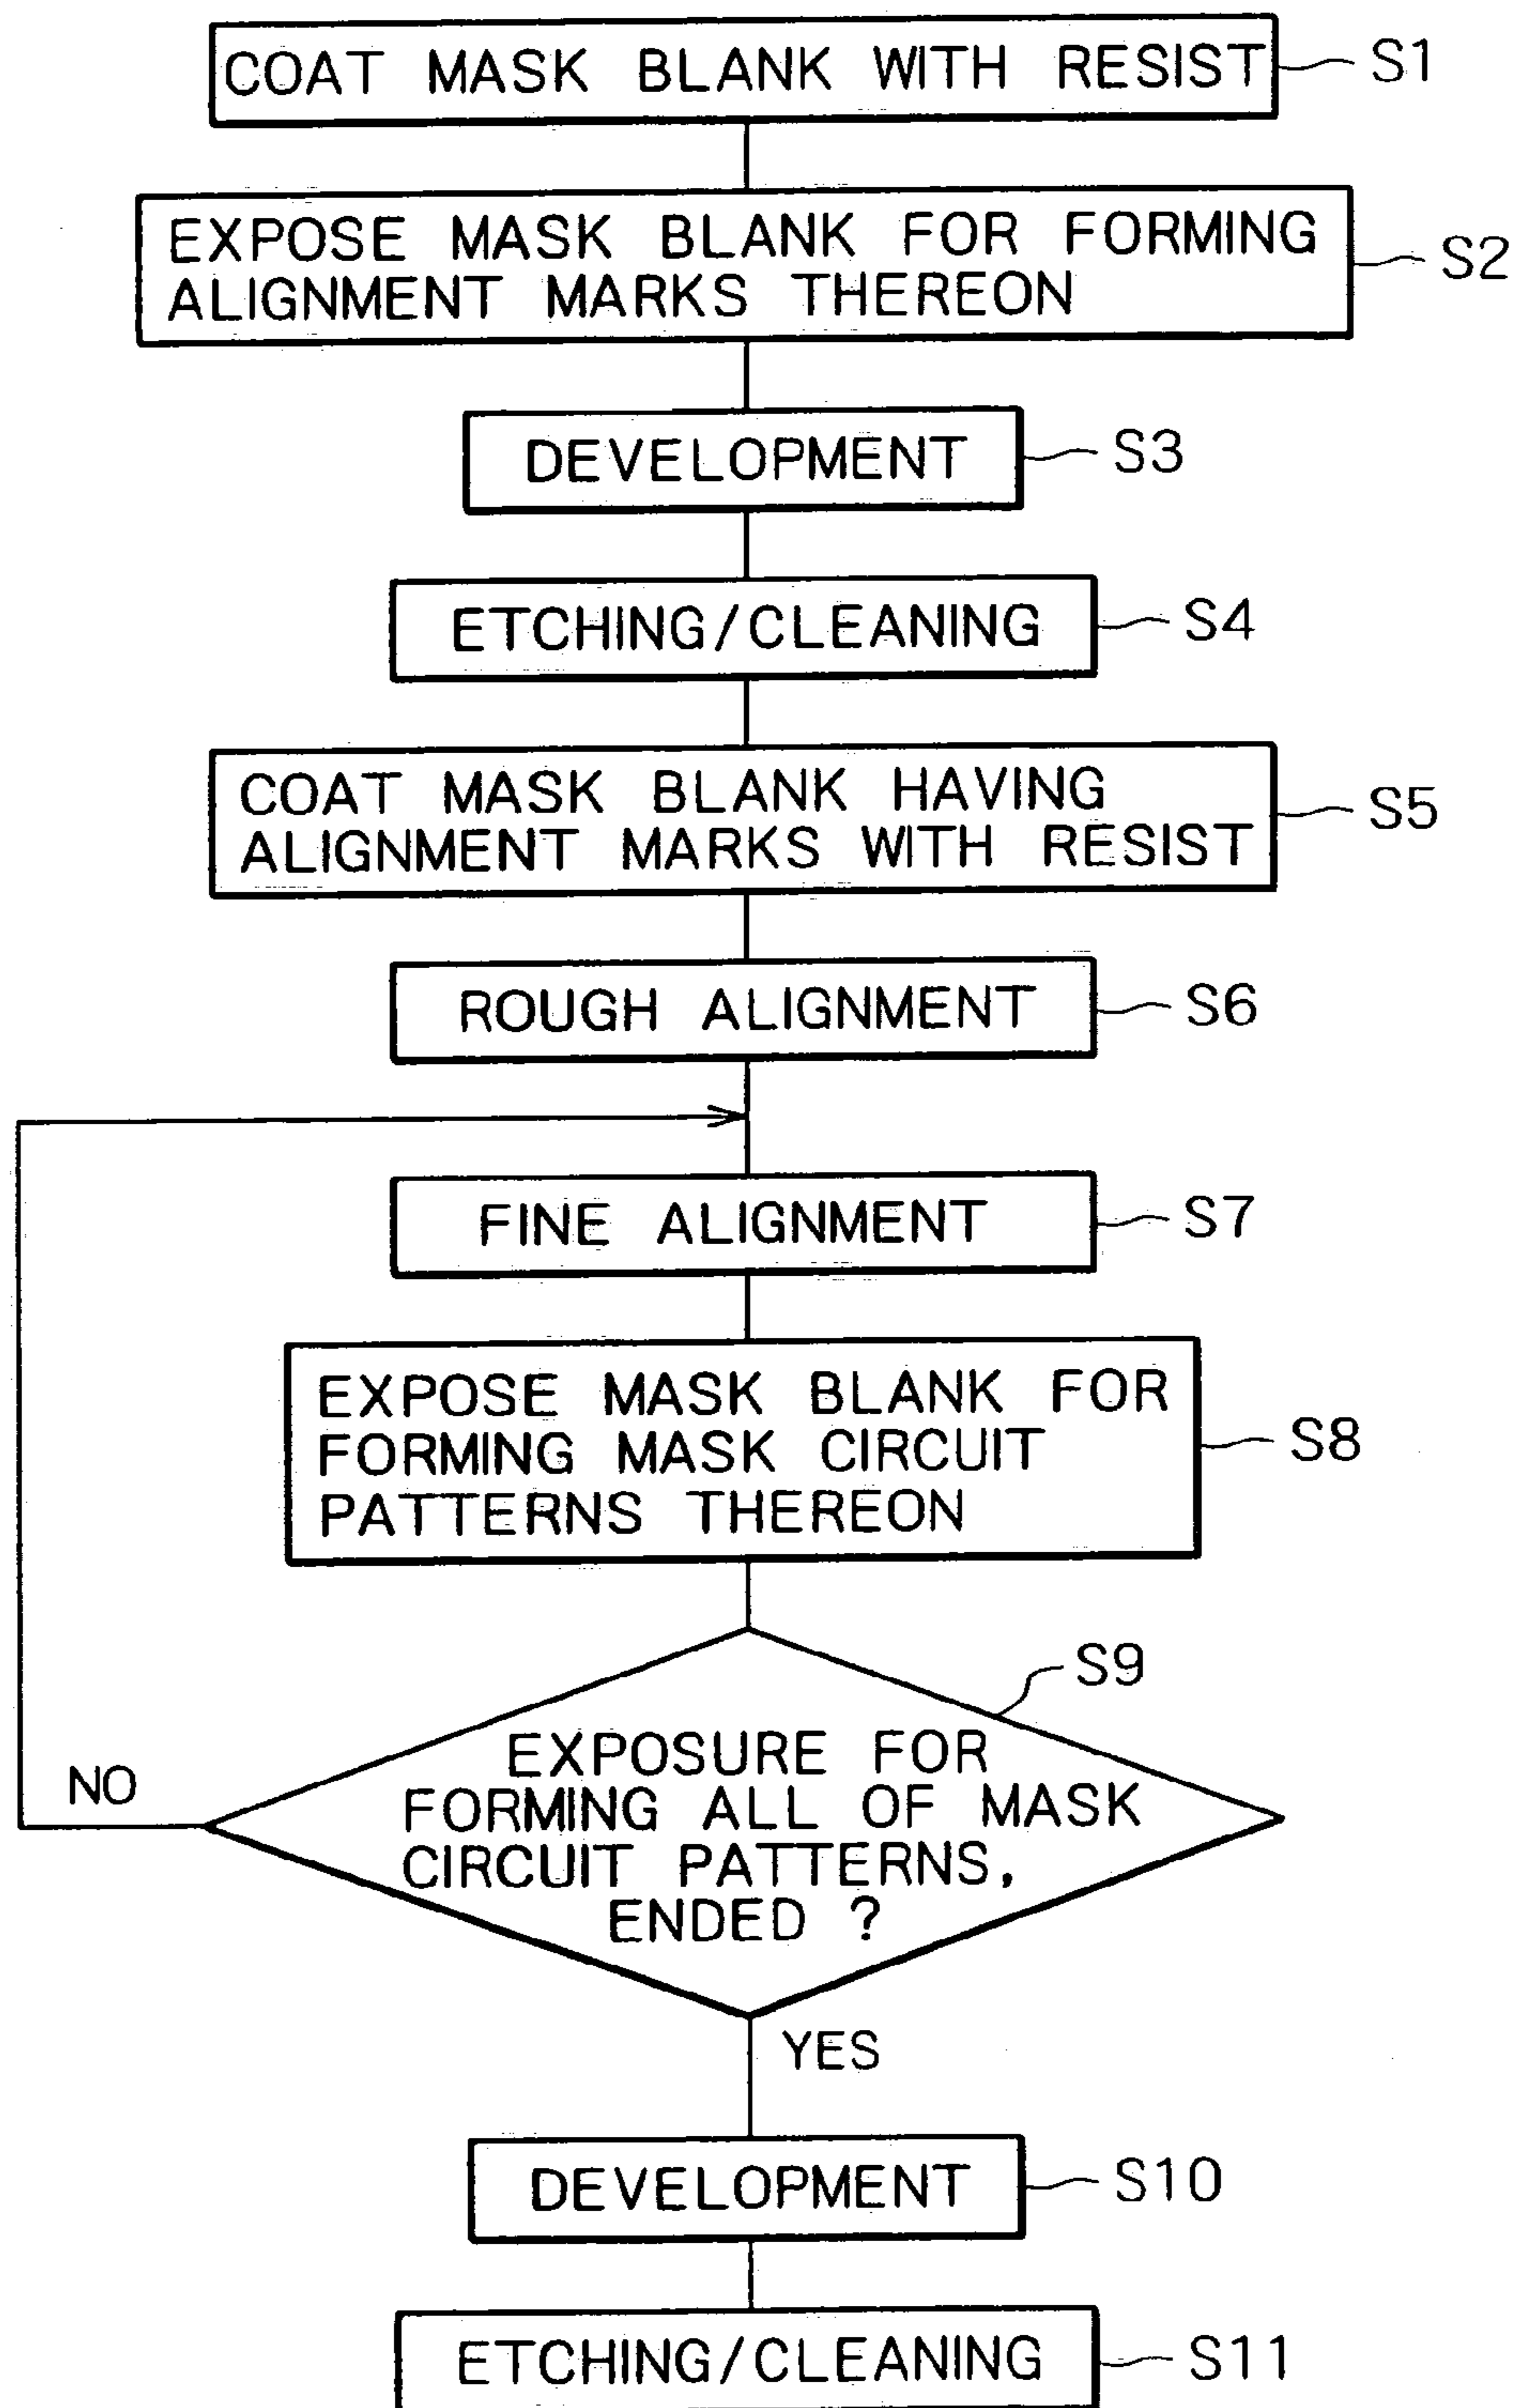 COAT MASK BLANK WITH RESIST S1
EXPOSE MASK BLANK FOR FORMING
ALIGNMENT MARKS THEREON
S2
DEVELOPMENT S3
ETCHING/CLEANING S4
COAT MASK BLANK HAVING
ALIGNMENT MARKS WITH RESIST
S5
ROUGH ALIGNMENT S6
FINE ALIGNMENT S7
EXPOSE MASK BLANK FOR
FORMING MASK CIRCUIT
PATTERNS THEREON
S8
S9
EXPOSURE FOR
FORMING ALL OF MASK
CIRCUIT PATTERNS,
ENDED ?
NO
YES
DEVELOPMENT S10
ETCHING/CLEANING S11